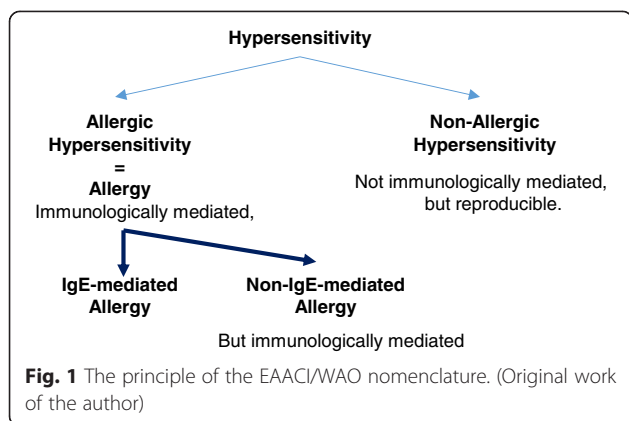 Hypersensitivity
Allergic
Hypersensitivity
=
Allergy
Immunologically mediated,
Non-Allergic
Hypersensitivity
Not immunologically mediated,
but reproducible.
IgE-mediated
Allergy
Non-IgE-mediated
Allergy
But immunologically mediated
Fig. 1 The principle of the EAACI/WAO nomenclature. (Original work
of the author)